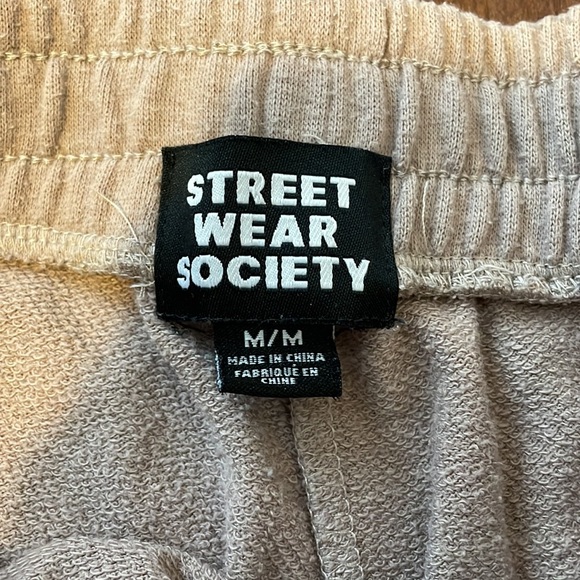 STREET
WEAR
SOCIETY
M/M
MADE IN CHINA
FABRIQUE EN
CHINE